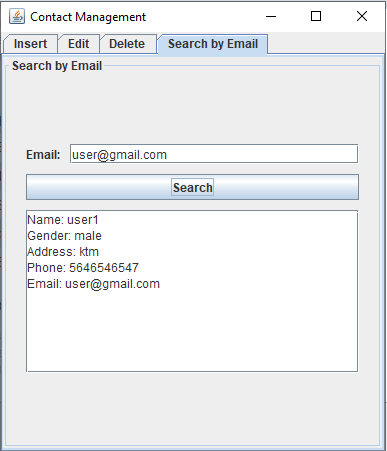 Contact Management
Insert Edit Delete Search by Email
Search by Email
Email: user@gmail.com
Search
Name: user1
Gender: male
Address: ktm
Phone: 5646546547
Email: user@gmail.com